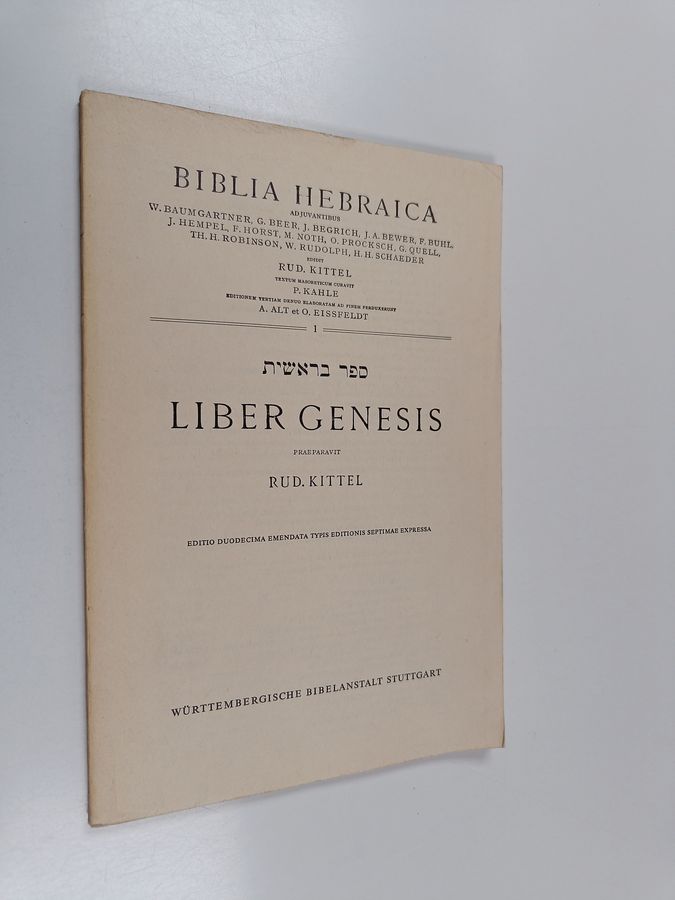 BIBLIA HEBRAICA
ADJUVANTIBUS
W. BAUMGARTNER, G. BEER, J. BEGRICH, J. A. BEWER, F. BUHL,
J. HEMPEL, F. HORST, M. NOTH, O. PROCKSCH, G. QUELL,
TH. H. ROBINSON, W. RUDOLPH, H. H. SCHAEDER
EDIDIT
RUD. KITTEL
TEXTUM MASORETICUM CURAVIT
P. KAHLE
EDITIONEM TERTIAM DENUO ELABORATAM AD FINEM PERDUXERUNT
A. ALT et O. EISSFELDT
1
ספר בראשית
LIBER GENESIS
PRAEPARAVIT
RUD. KITTEL
EDITIO DUODECIMA EMENDATA TYPIS EDITIONIS SEPTIMAE EXPRESSA
WÜRTTEMBERGISCHE BIBELANSTALT STUTTGART